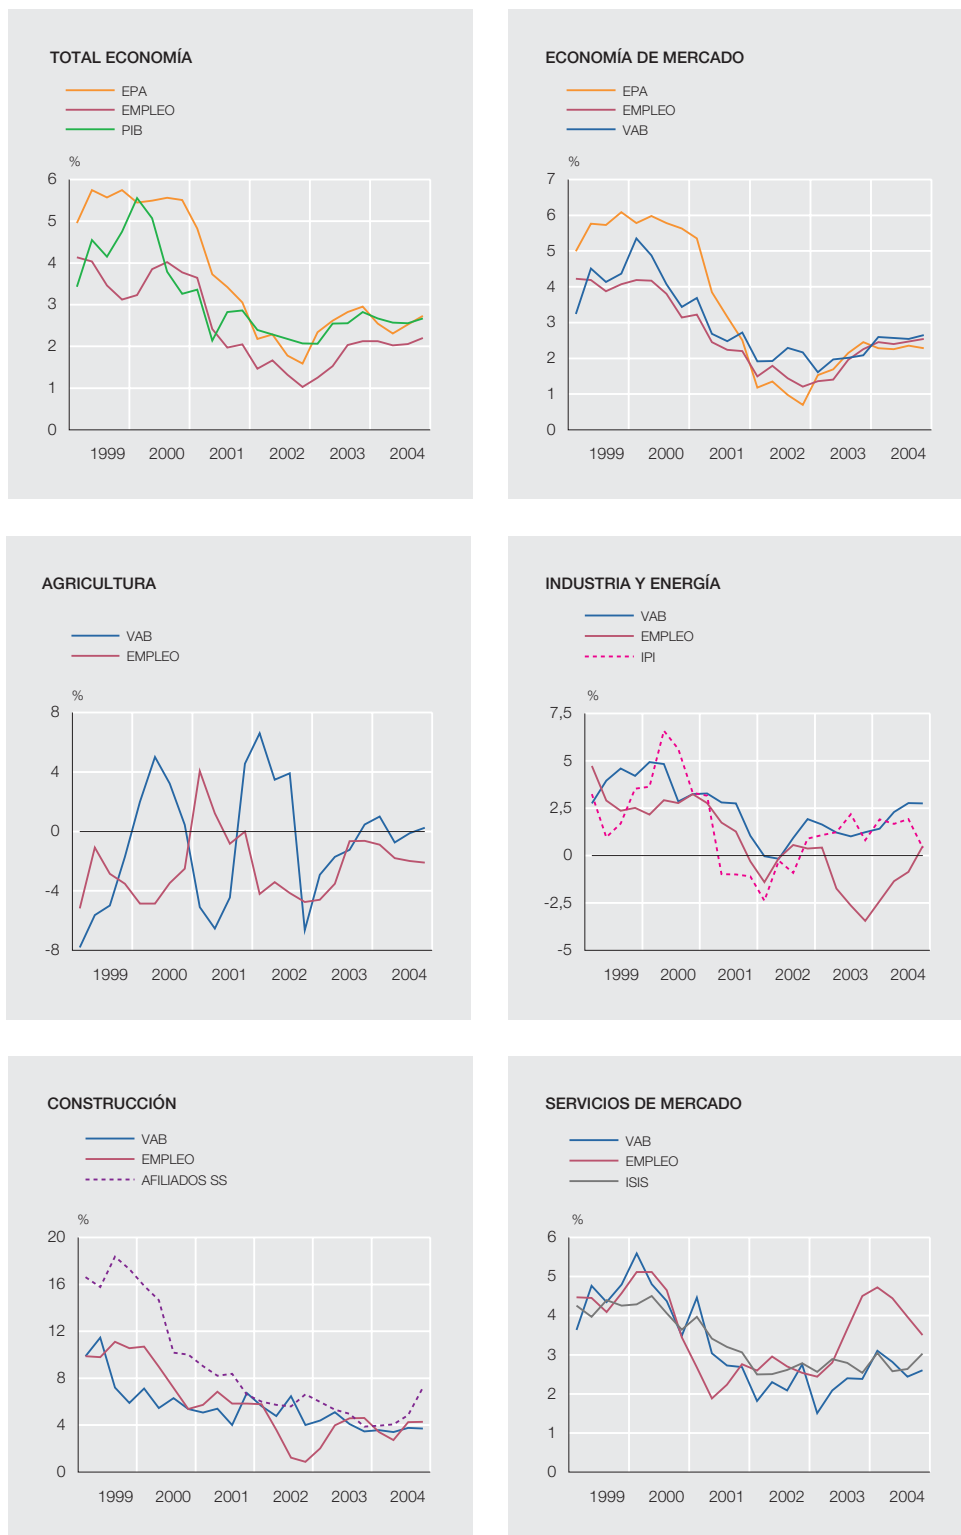 TOTAL ECONOMÍA
EPA
EMPLEO
PIB
%
6
5
4
3
2
1
0
1999 2000 2001 2002 2003 2004
ECONOMÍA DE MERCADO
EPA
EMPLEO
VAB
%
7
6
5
4
3
2
1
0
1999 2000 2001 2002 2003 2004
AGRICULTURA
VAB
EMPLEO
%
8
4
0
-4
-8
1999 2000 2001 2002 2003 2004
INDUSTRIA Y ENERGÍA
VAB
EMPLEO
IPI
%
7,5
5
2,5
0
-2,5
-5
1999 2000 2001 2002 2003 2004
CONSTRUCCIÓN
VAB
EMPLEO
AFILIADOS SS
%
20
16
12
8
4
0
1999 2000 2001 2002 2003 2004
SERVICIOS DE MERCADO
VAB
EMPLEO
ISIS
%
6
5
4
3
2
1
0
1999 2000 2001 2002 2003 2004